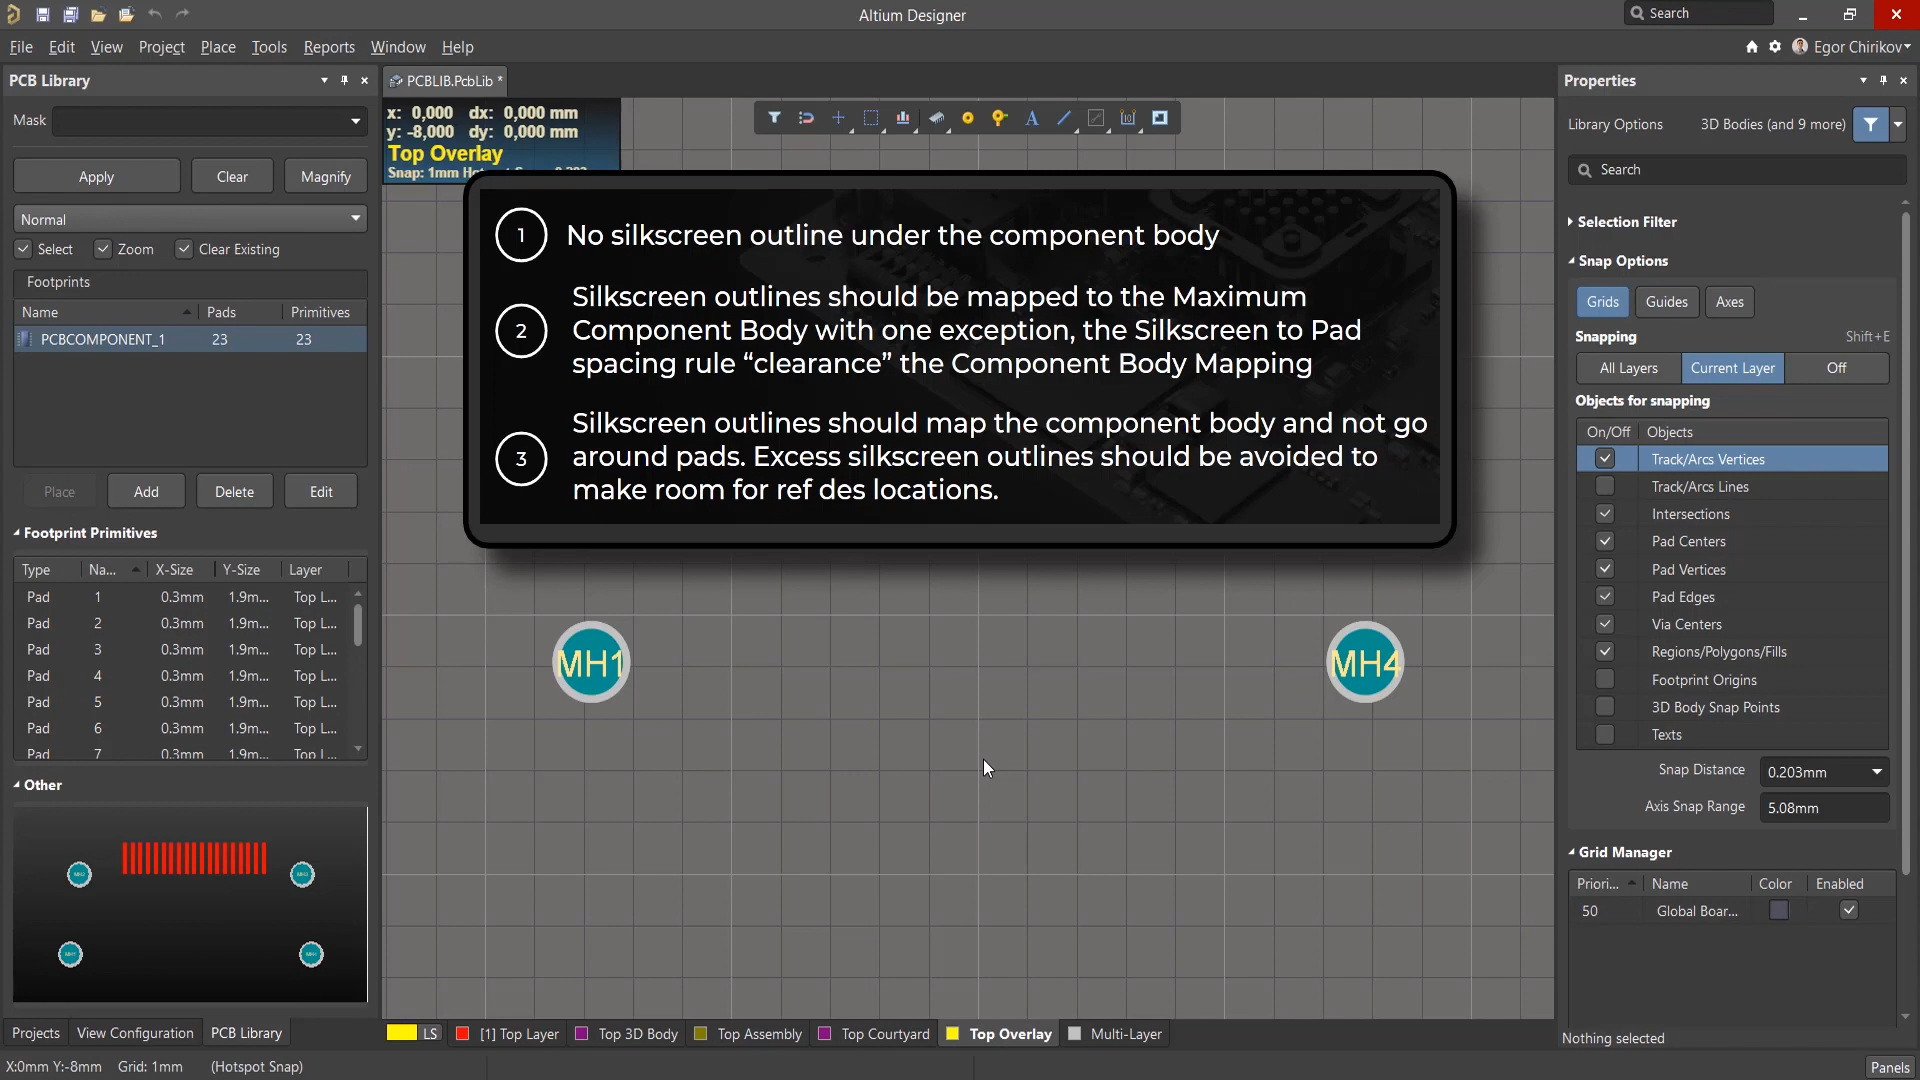 Altium Designer
Search
File Edit View Project Place Tools Reports Window Help
Egor Chirikov
PCB Library
Mask
Apply Clear Magnify
Normal
Select Zoom Clear Existing
Footprints
Name Pads Primitives
PCBCOMPONENT_1 23 23
Place Add Delete Edit
Footprint Primitives
Type Na... X-Size Y-Size Layer
Pad 1 0.3mm 1.9m... Top L...
Pad 2 0.3mm 1.9m... Top L...
Pad 3 0.3mm 1.9m... Top L...
Pad 4 0.3mm 1.9m... Top L...
Pad 5 0.3mm 1.9m... Top L...
Pad 6 0.3mm 1.9m... Top L...
Pad 7 0.3mm 1.9m... Top L...
Other
Projects View Configuration PCB Library
X:0mm Y:-8mm Grid: 1mm (Hotspot Snap)
PCBLIB.PcbLib *
x: 0,000 dx: 0,000 mm
y: -8,000 dy: 0,000 mm
Top Overlay
Snap: 1mm
1 No silkscreen outline under the component body
2 Silkscreen outlines should be mapped to the Maximum
Component Body with one exception, the Silkscreen to Pad
spacing rule “clearance” the Component Body Mapping
3 Silkscreen outlines should map the component body and not go
around pads. Excess silkscreen outlines should be avoided to
make room for ref des locations.
MH1 MH4
LS [1] Top Layer Top 3D Body Top Assembly Top Courtyard Top Overlay Multi-Layer
Properties
Library Options 3D Bodies (and 9 more)
Search
Selection Filter
Snap Options
Grids Guides Axes
Snapping Shift+E
All Layers Current Layer Off
Objects for snapping
On/Off Objects
Track/Arcs Vertices
Track/Arcs Lines
Intersections
Pad Centers
Pad Vertices
Pad Edges
Via Centers
Regions/Polygons/Fills
Footprint Origins
3D Body Snap Points
Texts
Snap Distance 0.203mm
Axis Snap Range 5.08mm
Grid Manager
Priori... Name Color Enabled
50 Global Boar...
Nothing selected
Panels